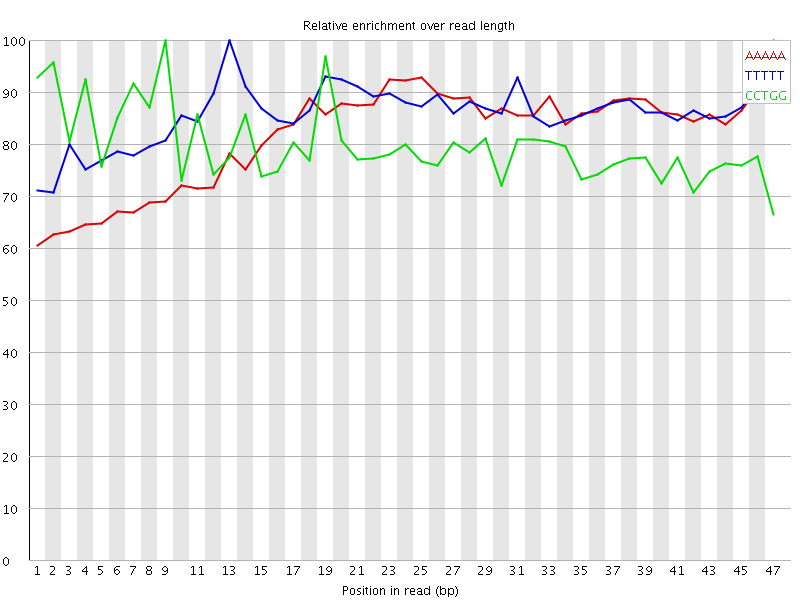 Relative enrichment over read length
100
90
80
70
60
50
40
30
20
10
0
AAAAA
TTTTT
CCTGG
1 2 3 4 5 6 7 8 9 11 13 15 17 19 21 23 25 27 29 31 33 35 37 39 41 43 45 47
Position in read (bp)